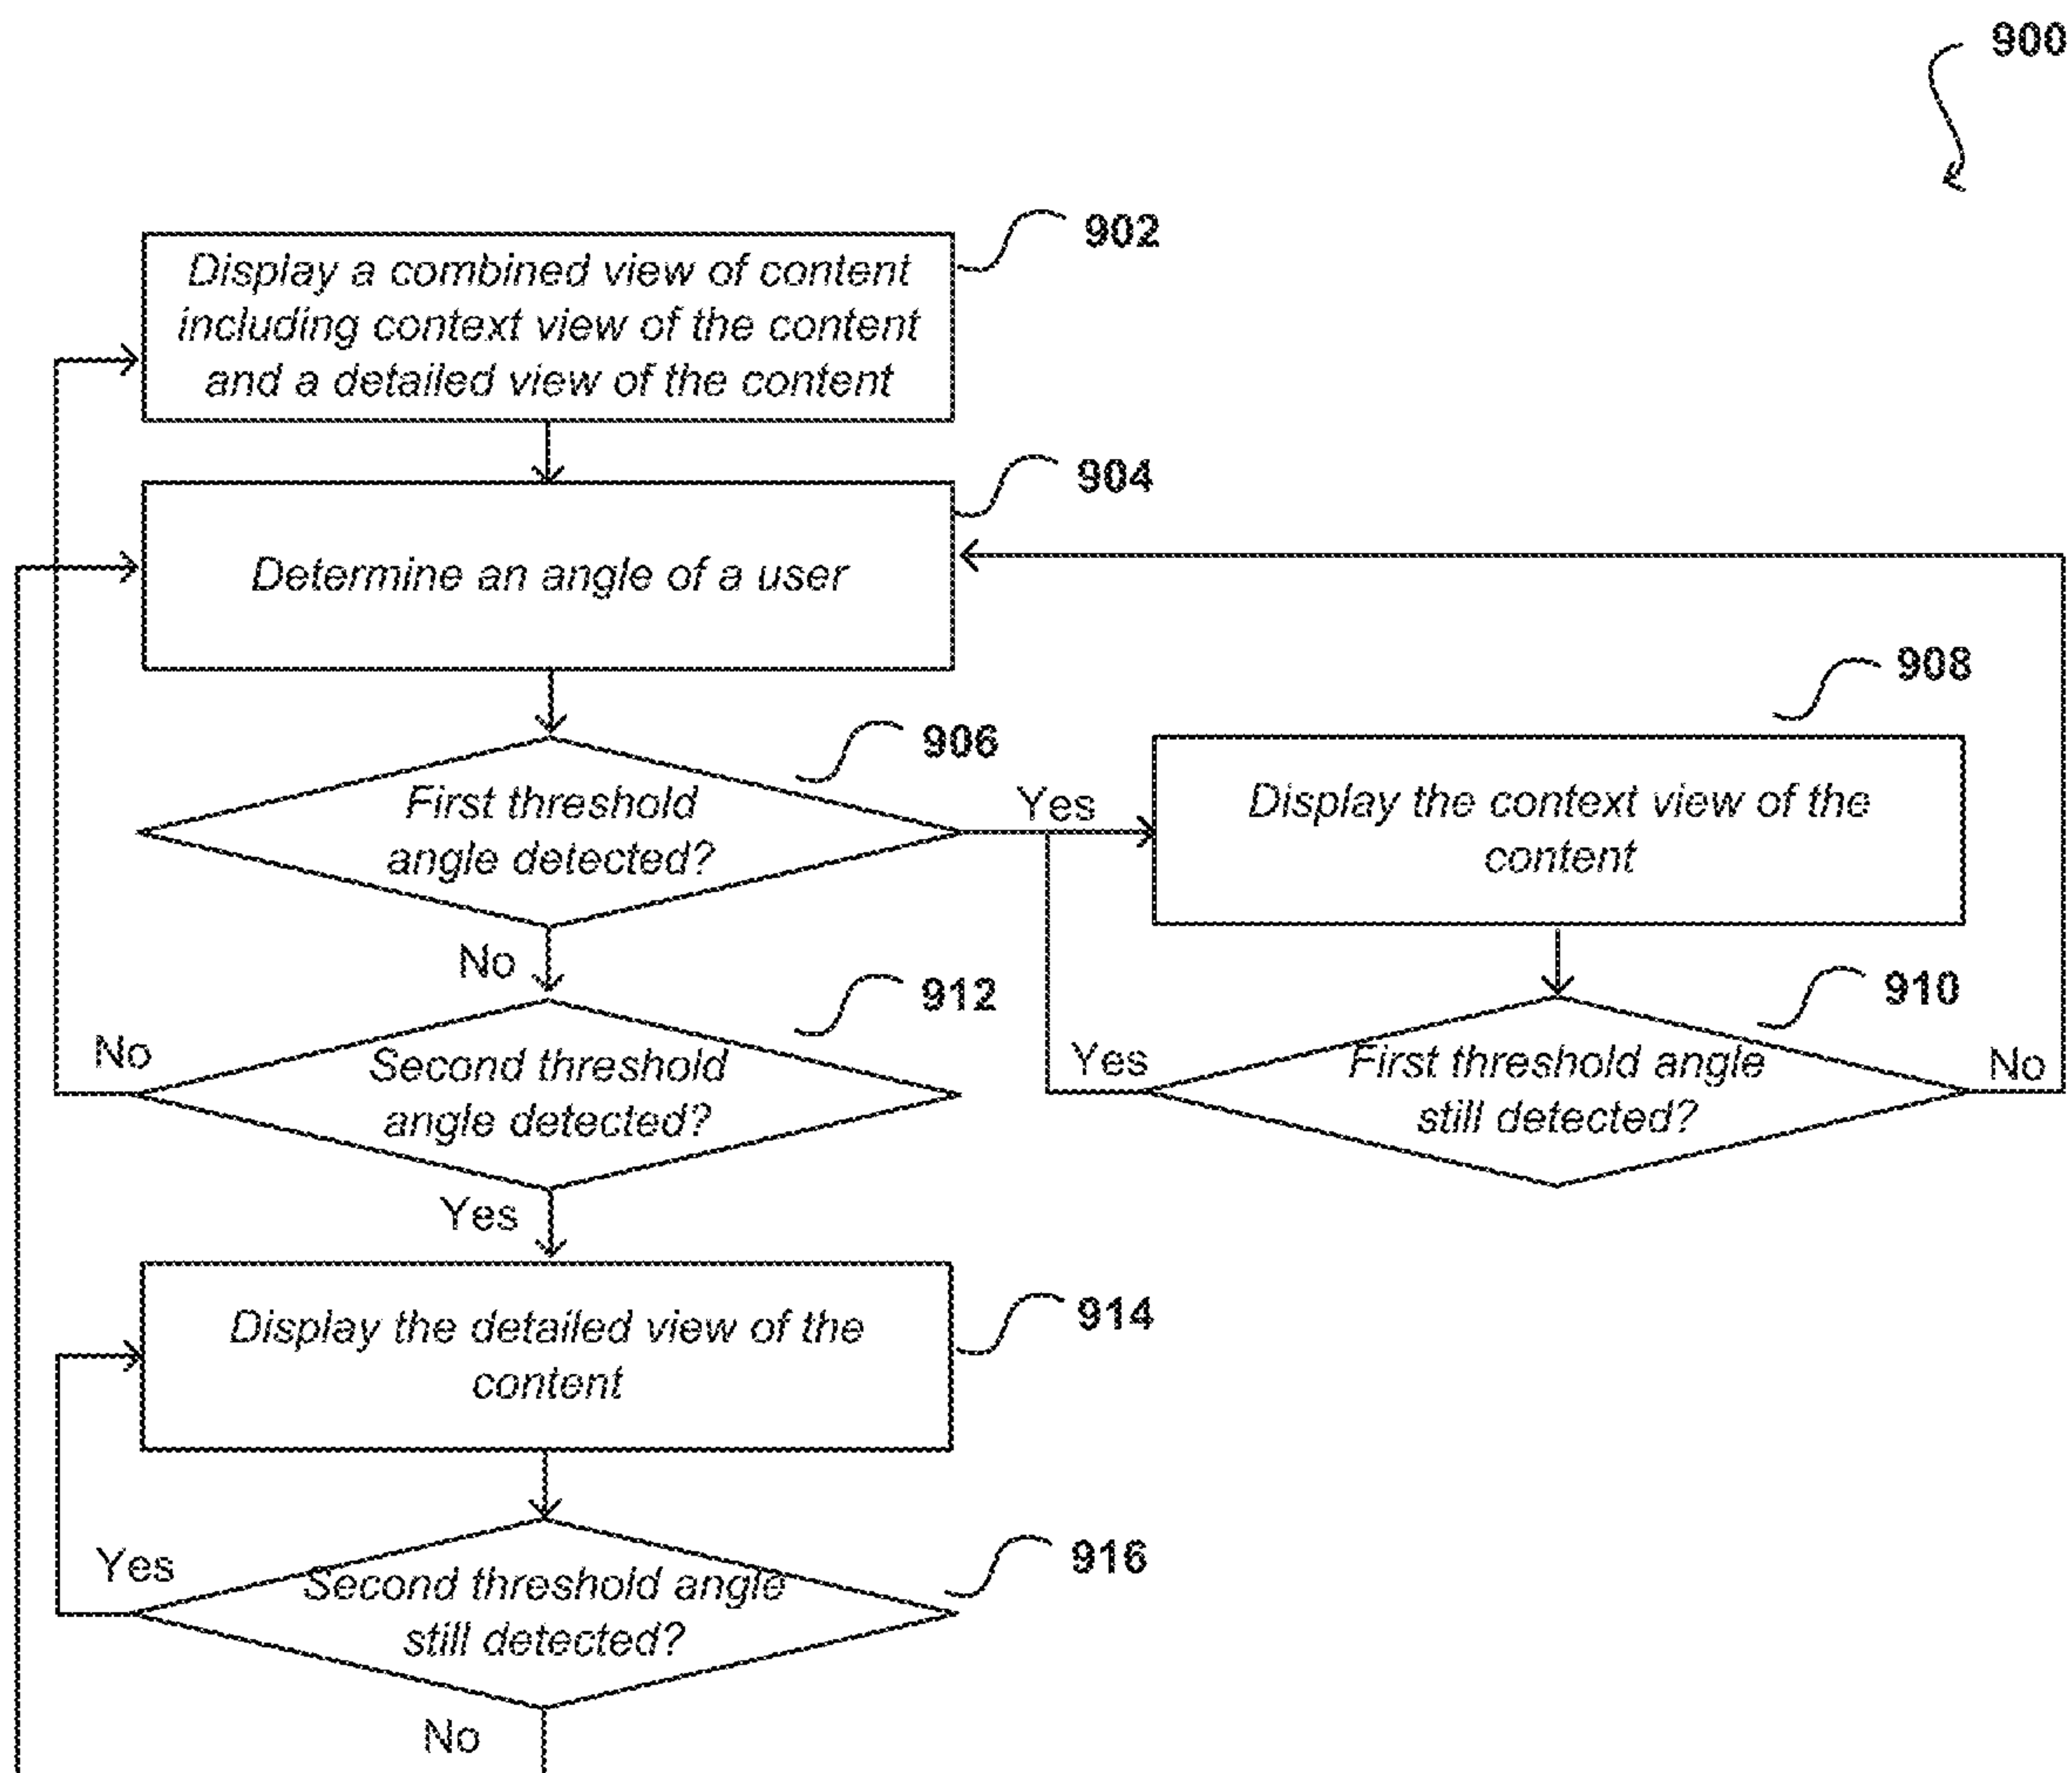 900
902
Display a combined view of content
including context view of the content
and a detailed view of the content
904
Determine an angle of a user
906
First threshold
angle detected?
Yes
908
Display the context view of the
content
No
912
Second threshold
angle detected?
No
Yes
910
First threshold angle
still detected?
Yes
No
914
Display the detailed view of the
content
916
Second threshold angle
still detected?
Yes
No